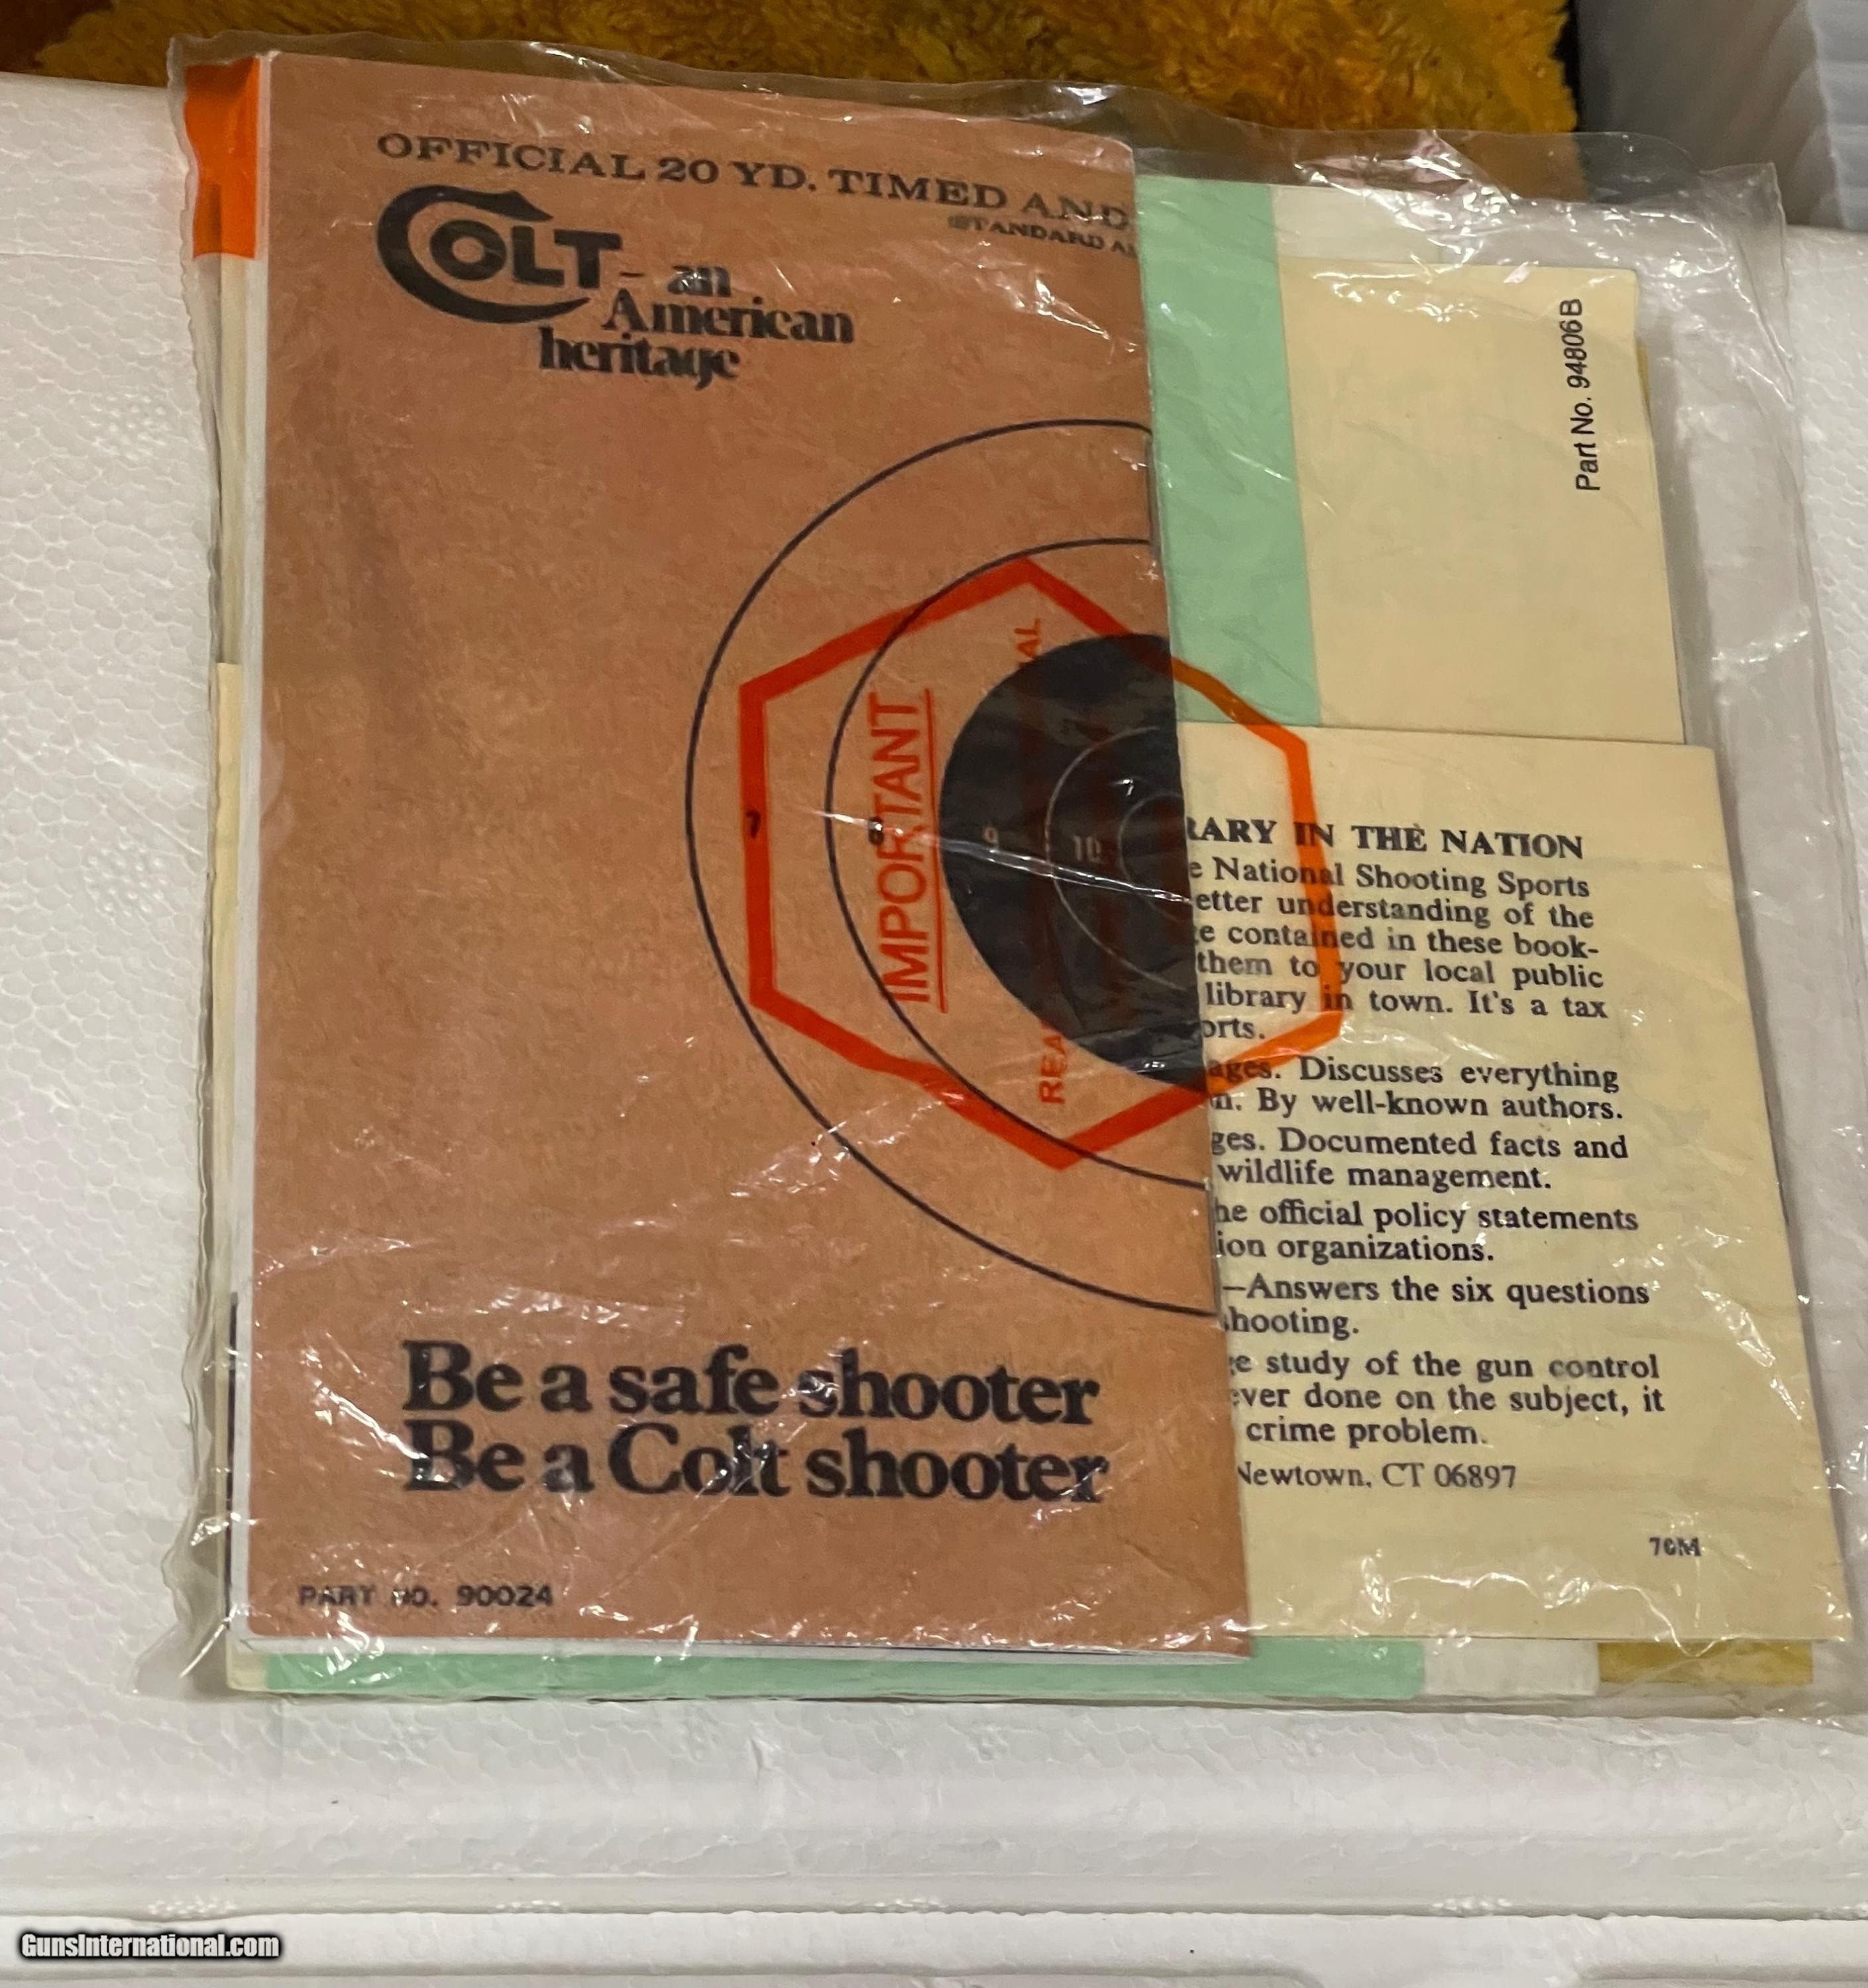 OFFICIAL 20 YD. TIMED AND
STANDARD A
COLT - an
American
heritage
Part No. 94806B
IMPORTANT
7
8
9
10
RARY IN THE NATION
e National Shooting Sports
etter understanding of the
e contained in these book-
them to your local public
library in town. It's a tax
orts.
ages. Discusses everything
n. By well-known authors.
ges. Documented facts and
wildlife management.
he official policy statements
ion organizations.
—Answers the six questions
hooting.
e study of the gun control
ever done on the subject, it
crime problem.
Newtown, CT 06897
Be a safe shooter
Be a Colt shooter
PART NO. 90024
GunsInternational.com